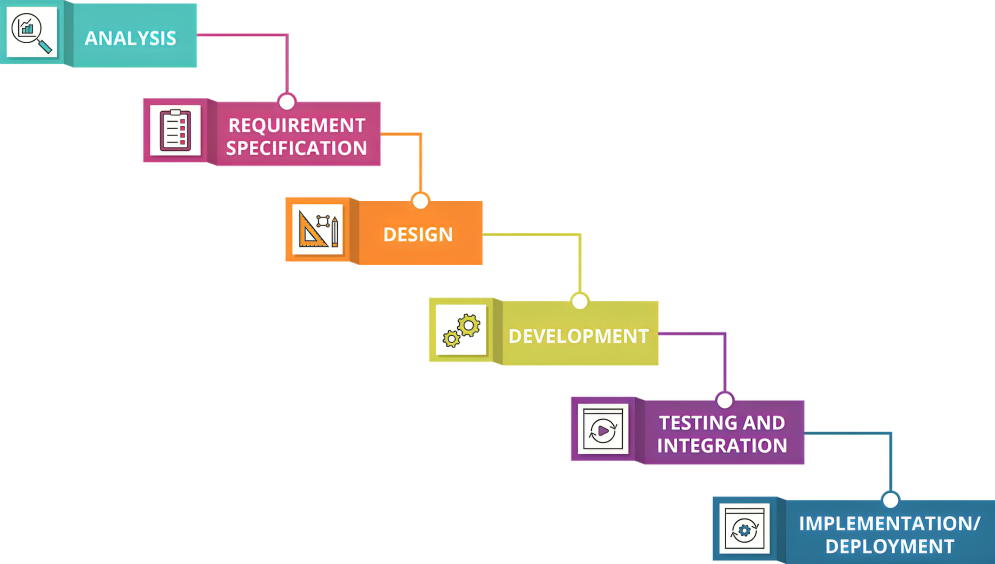 ANALYSIS
REQUIREMENT
SPECIFICATION
DESIGN
DEVELOPMENT
TESTING AND
INTEGRATION
IMPLEMENTATION/
DEPLOYMENT